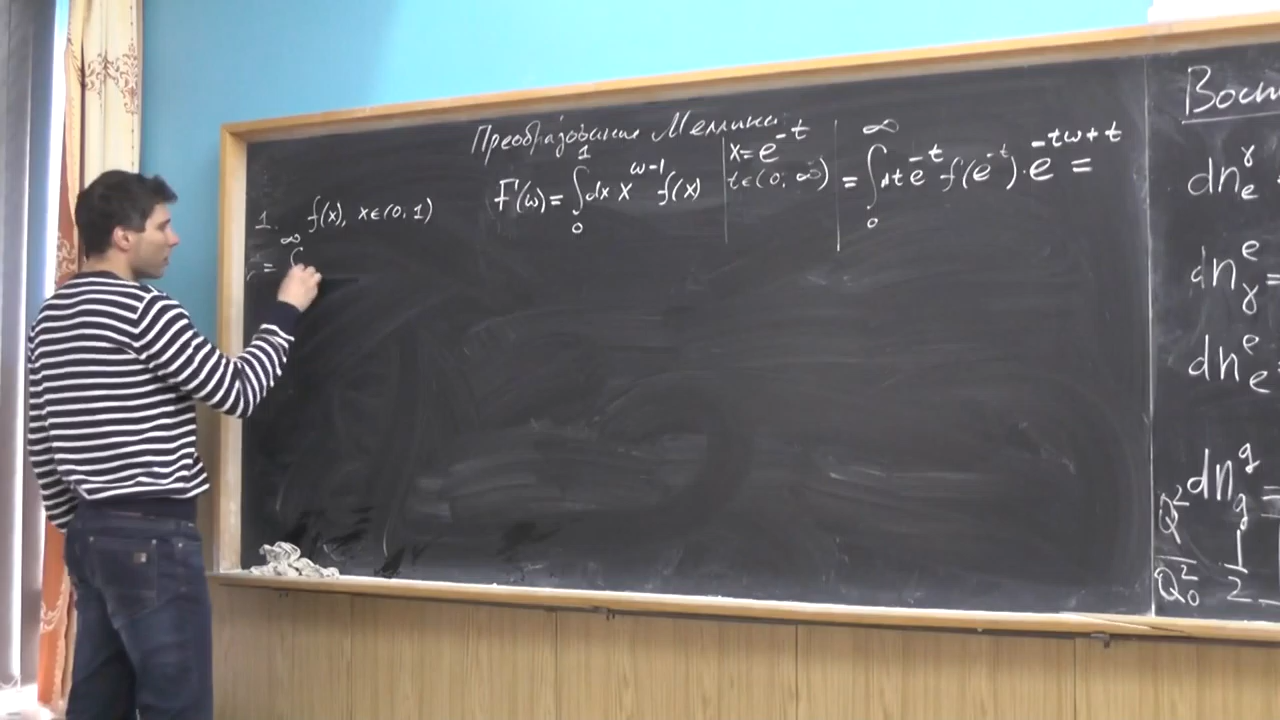 Преобразование Меллина
1. f(x), x∈(0,1) F(ω) = ∫₀¹ dx x^{ω-1} f(x) | x = e^{-t} t∈(0; ∞) | = ∫₀^∞ dt e^{-t} f(e^{-t}) · e^{-tω+t} =
= ∞ ∫
Восп
dn_e^γ =
dn_γ^e =
dn_e^e =
dn_g^g =
Q²
Q₀²
1
2